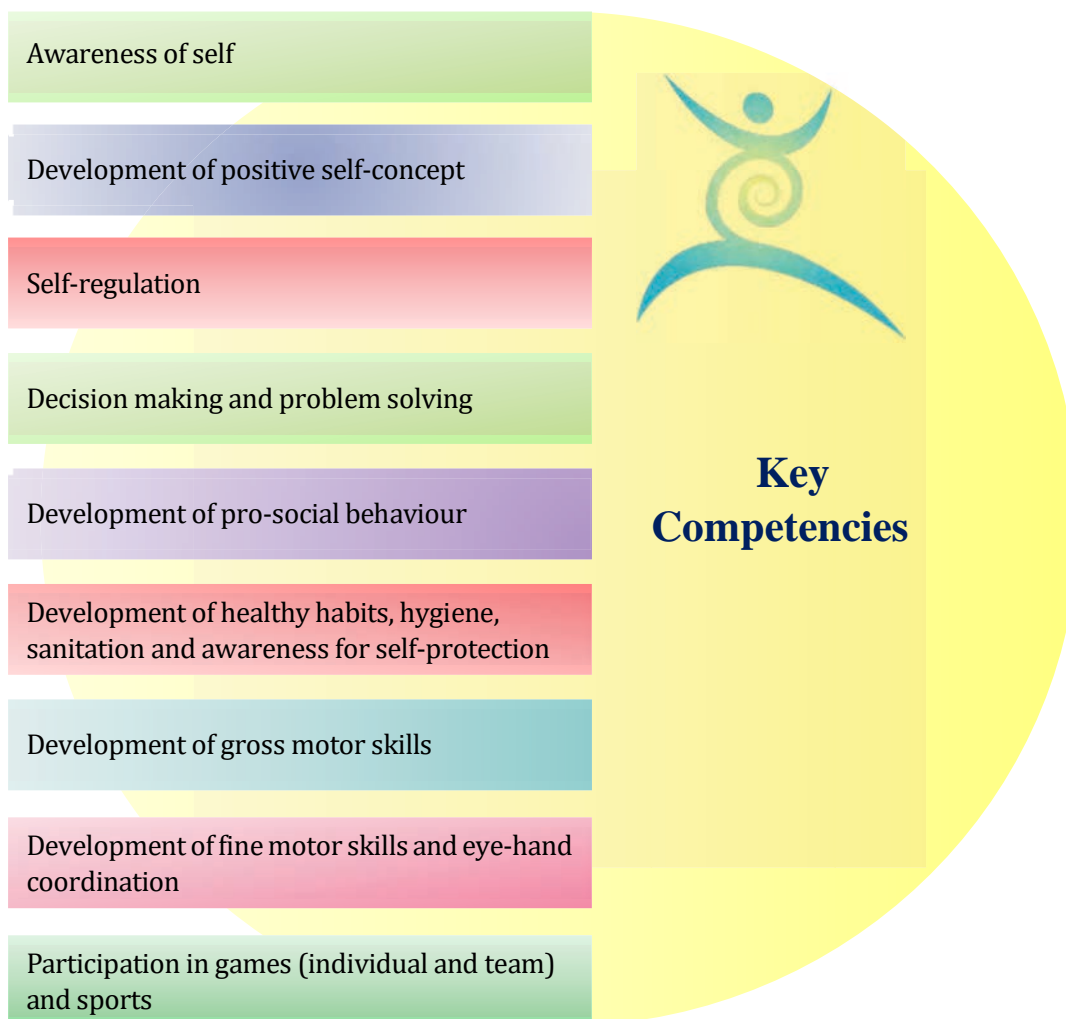 Awareness of self
Development of positive self-concept
Self-regulation
Decision making and problem solving
Development of pro-social behaviour
Development of healthy habits, hygiene,
sanitation and awareness for self-protection
Development of gross motor skills
Development of fine motor skills and eye-hand
coordination
Participation in games (individual and team)
and sports
Key
Competencies